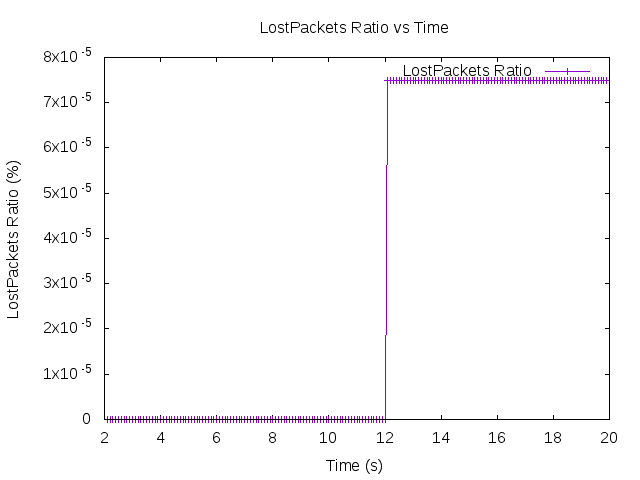 LostPackets Ratio vs Time
LostPackets Ratio
8x10^-5
7x10^-5
6x10^-5
5x10^-5
4x10^-5
3x10^-5
2x10^-5
1x10^-5
0
LostPackets Ratio (%)
2 4 6 8 10 12 14 16 18 20
Time (s)